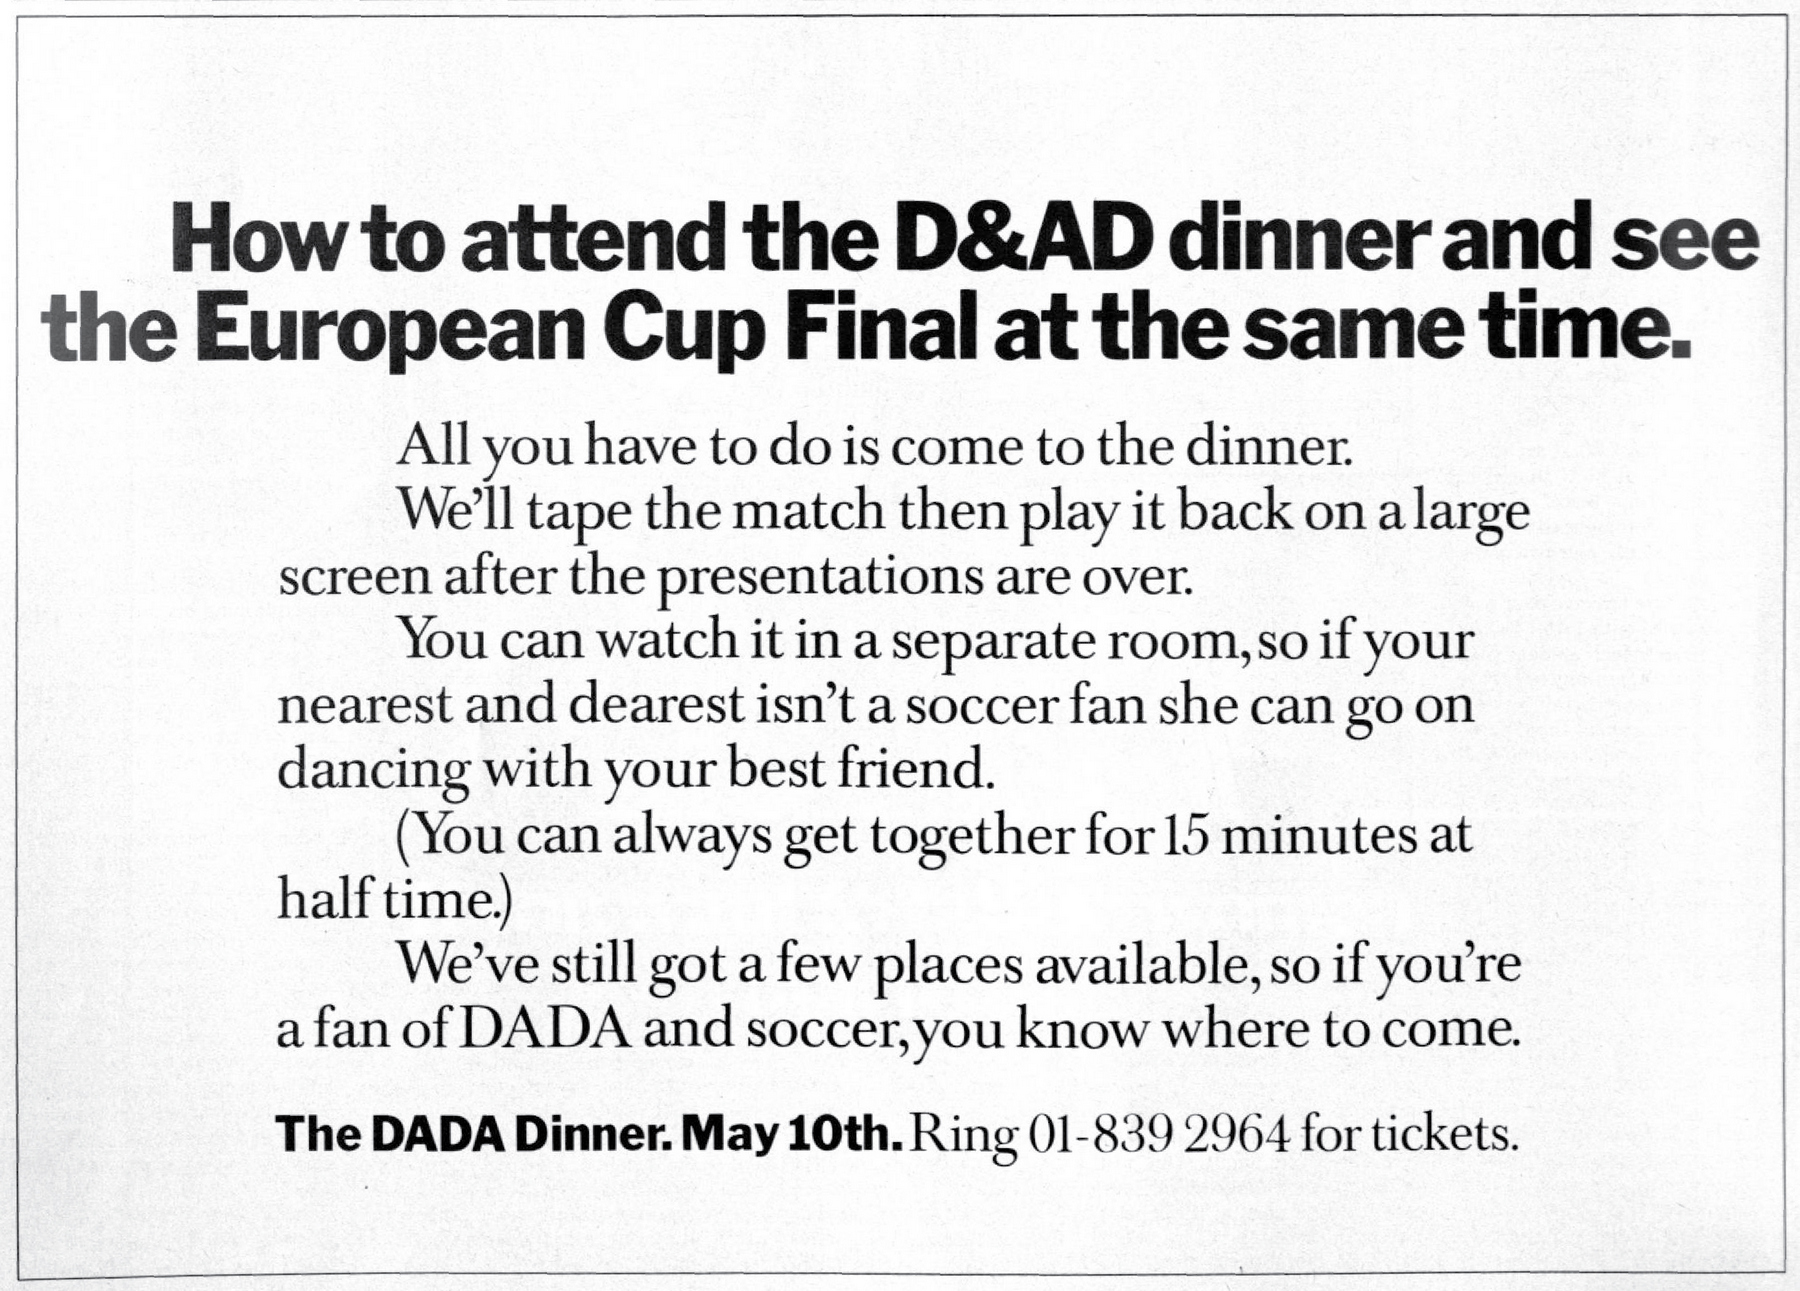 How to attend the D&AD dinner and see
the European Cup Final at the same time.
All you have to do is come to the dinner.
We'll tape the match then play it back on a large
screen after the presentations are over.
You can watch it in a separate room, so if your
nearest and dearest isn't a soccer fan she can go on
dancing with your best friend.
(You can always get together for 15 minutes at
half time.)
We've still got a few places available, so if you're
a fan of DADA and soccer, you know where to come.
The DADA Dinner. May 10th. Ring 01-839 2964 for tickets.